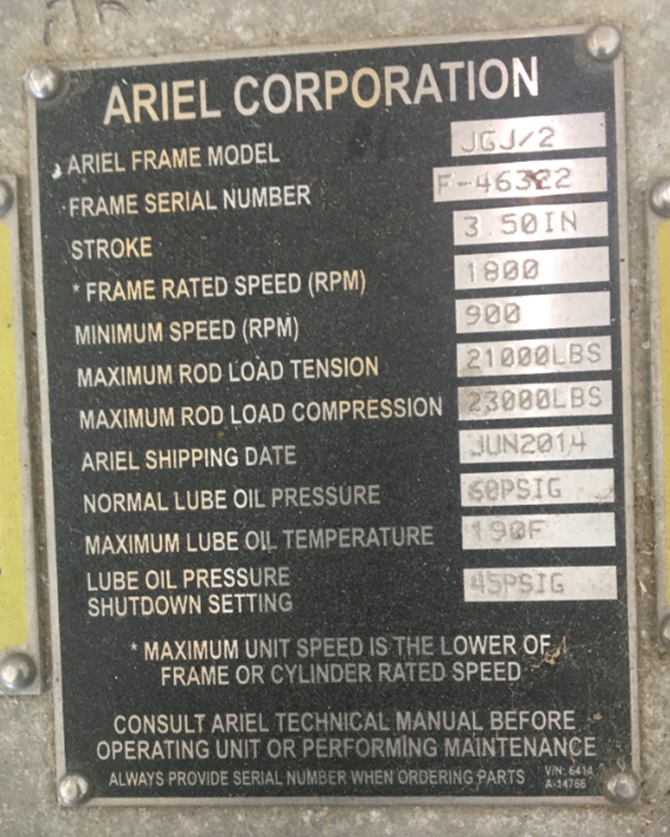 ARIEL CORPORATION
ARIEL FRAME MODEL JGJ/2
FRAME SERIAL NUMBER F-46322
STROKE 3.50IN
* FRAME RATED SPEED (RPM) 1800
MINIMUM SPEED (RPM) 900
MAXIMUM ROD LOAD TENSION 21000LBS
MAXIMUM ROD LOAD COMPRESSION 23000LBS
ARIEL SHIPPING DATE JUN2014
NORMAL LUBE OIL PRESSURE 60PSIG
MAXIMUM LUBE OIL TEMPERATURE 190F
LUBE OIL PRESSURE
SHUTDOWN SETTING 45PSIG
* MAXIMUM UNIT SPEED IS THE LOWER OF
FRAME OR CYLINDER RATED SPEED
CONSULT ARIEL TECHNICAL MANUAL BEFORE
OPERATING UNIT OR PERFORMING MAINTENANCE
ALWAYS PROVIDE SERIAL NUMBER WHEN ORDERING PARTS
V/N: 6414
A-14766